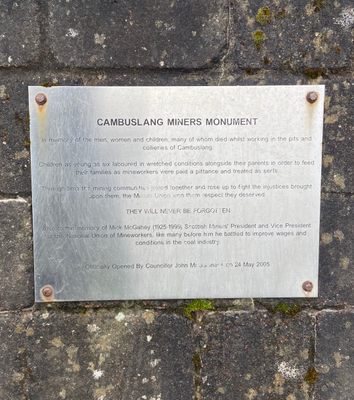 CAMBUSLANG MINERS MONUMENT
In memory of the men, women and children, many of whom died whilst working in the pits and
collieries of Cambuslang.
Children as young as six laboured in wretched conditions alongside their parents in order to feed
their families as mineworkers were paid a pittance and treated as serfs.
Through time the mining communities joined together and rose up to fight the injustices brought
upon them, the Miners Union won them respect they deserved.
THEY WILL NEVER BE FORGOTTEN
Also to the memory of Mick McGahey (1925-1999), Scottish Miners' President and Vice President
of the National Union of Mineworkers, like many before him he battled to improve wages and
conditions in the coal industry.
Officially Opened By Councillor John on 24 May 2005